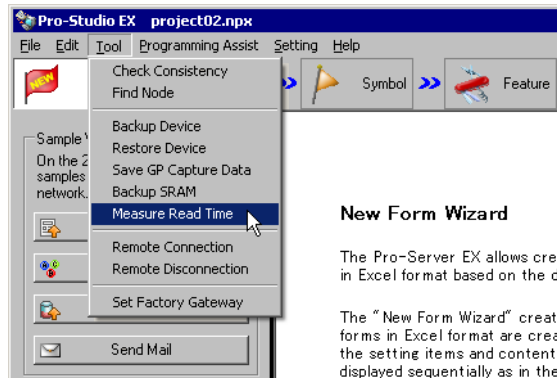 Pro-Studio EX project02.npx
File Edit Tool Programming Assist Setting Help
NEW
Symbol
Feature
Check Consistency
Find Node
Backup Device
Restore Device
Save GP Capture Data
Backup SRAM
Measure Read Time
Remote Connection
Remote Disconnection
Set Factory Gateway
Sample
On the 2
samples
network.
Send Mail
New Form Wizard
The Pro-Server EX allows cre
in Excel format based on the
The "New Form Wizard" creat
forms in Excel format are crea
the setting items and content
displayed sequentially as in the